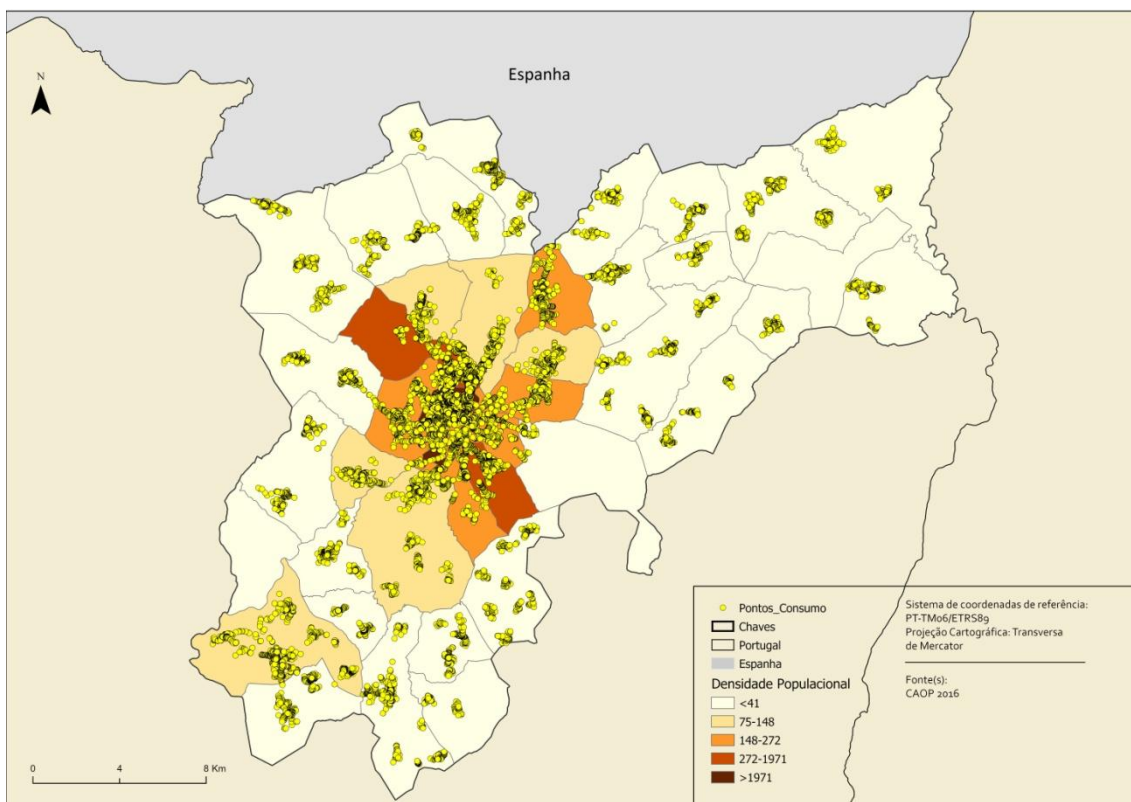 Espanha
N
Pontos_Consumo
Chaves
Portugal
Espanha
Densidade Populacional
<41
75-148
148-272
272-1971
>1971
Sistema de coordenadas de referência:
PT-TM06/ETRS89
Projeção Cartográfica: Transversa
de Mercator
Fonte(s):
CAOP 2016
0 4 8 Km